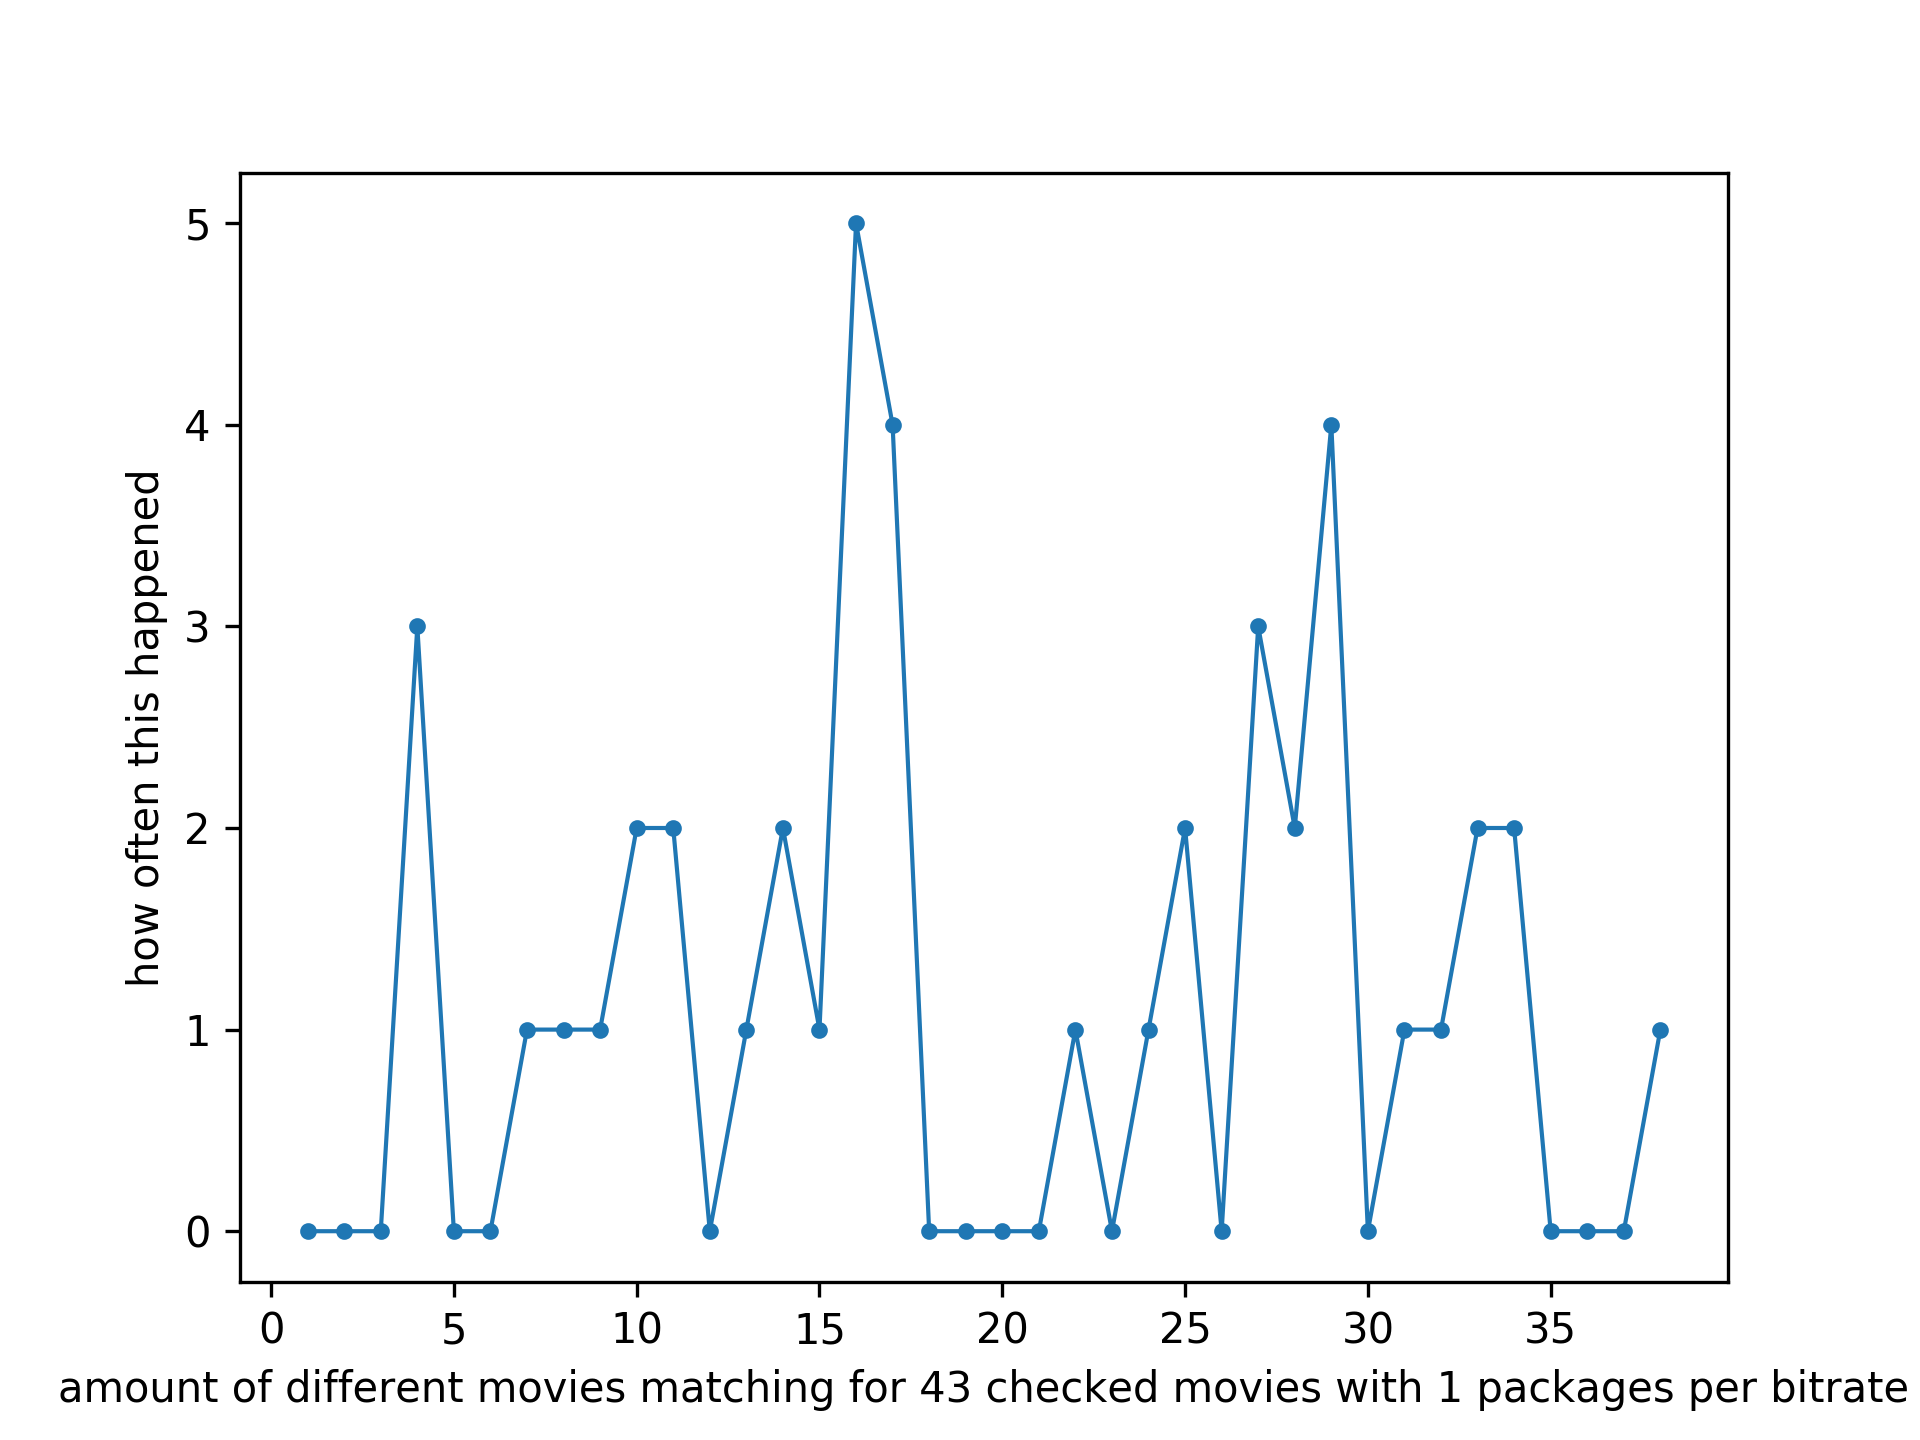 5
4
3
2
1
0
how often this happened
0 5 10 15 20 25 30 35
amount of different movies matching for 43 checked movies with 1 packages per bitrate